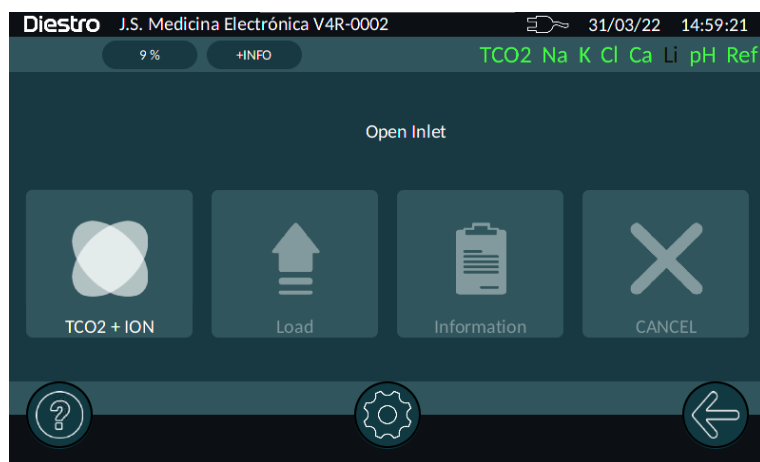 Diestro J.S. Medicina Electrónica V4R-0002 31/03/22 14:59:21
9 % +INFO TCO2 Na K Cl Ca Li pH Ref
Open Inlet
TCO2 + ION Load Information CANCEL
?